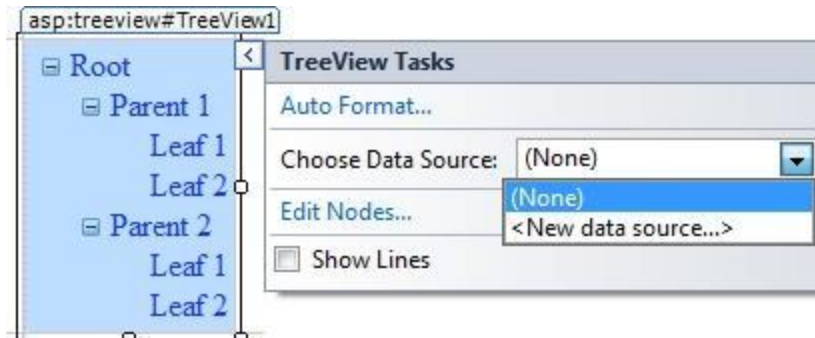 asp:treeview#TreeView1
Root
Parent 1
Leaf 1
Leaf 2
Parent 2
Leaf 1
Leaf 2
TreeView Tasks
Auto Format...
Choose Data Source: (None)
(None)
<New data source...>
Edit Nodes...
Show Lines